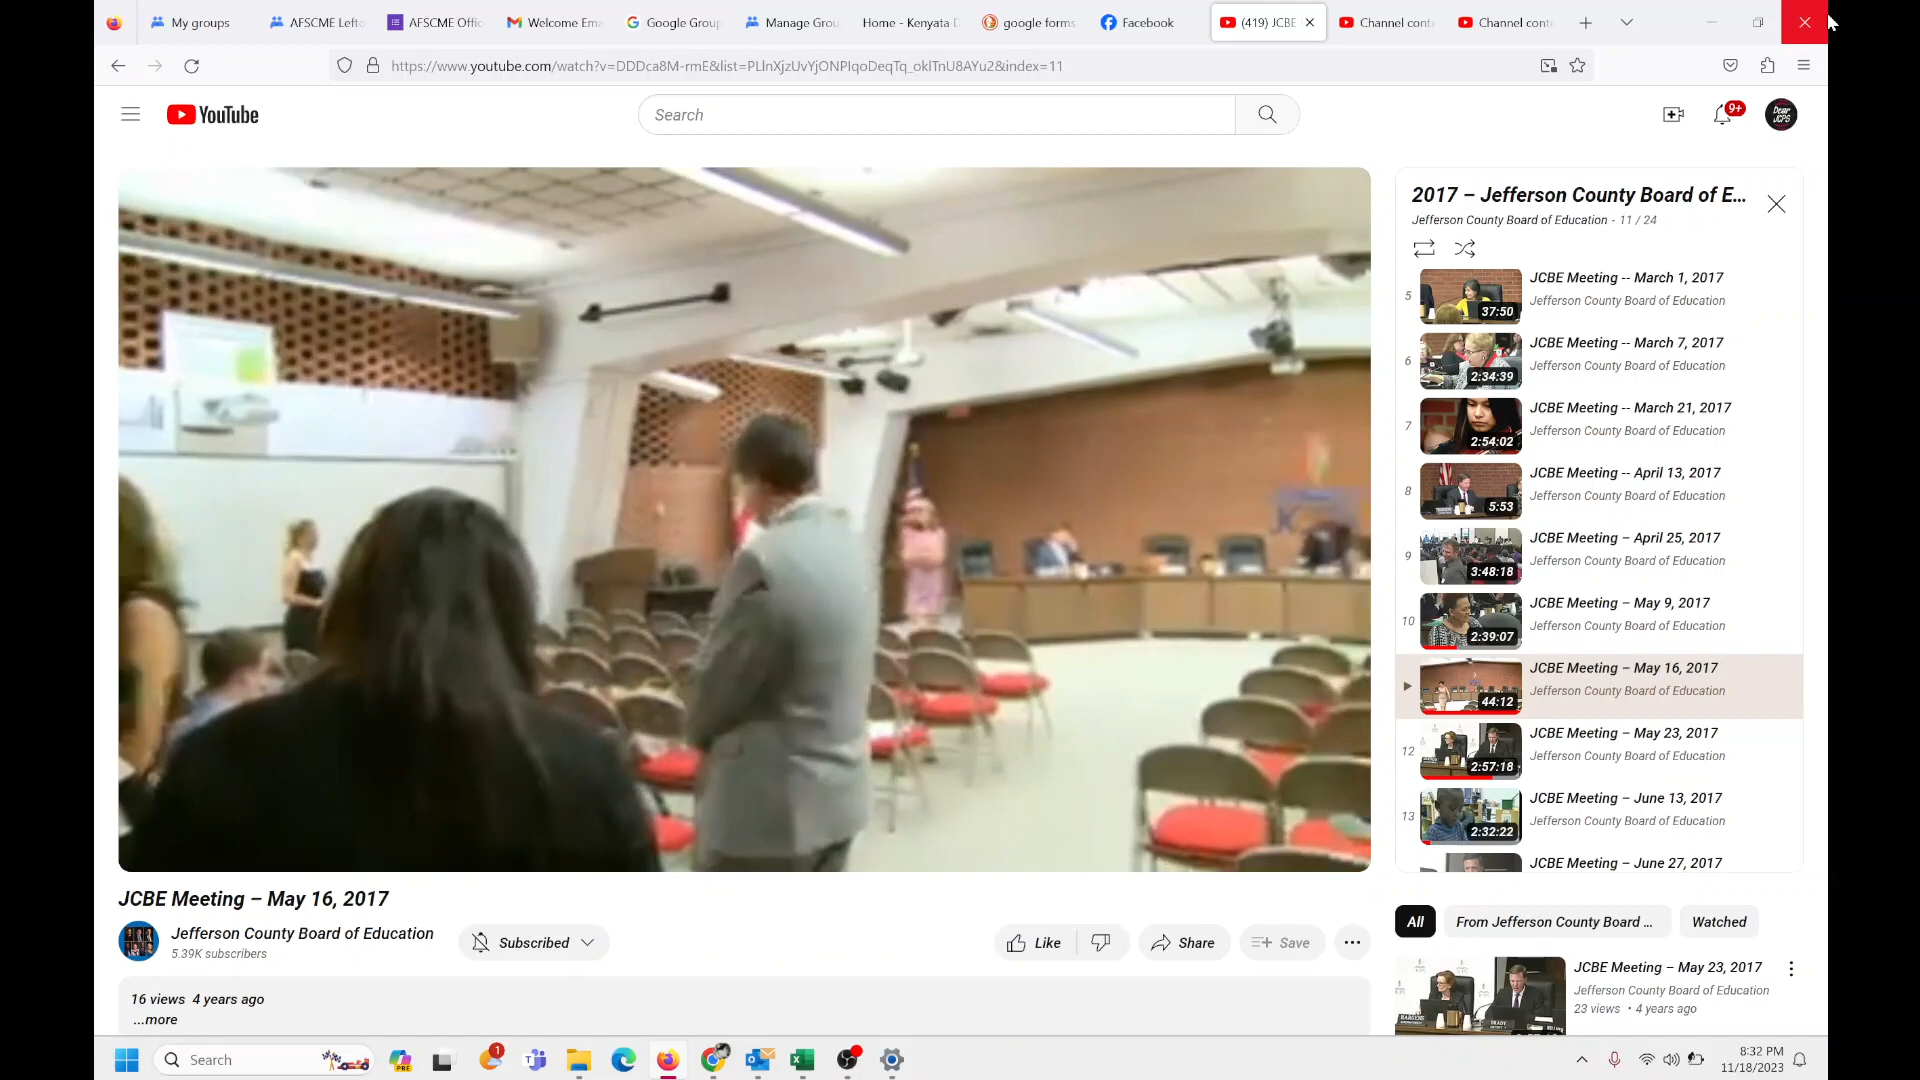 My groups
AFSCME Lefto
AFSCME Offic
Welcome Ema
Google Group
Manage Grou
Home - Kenyata D
google forms
Facebook
(419) JCBE
Channel cont
Channel cont
https://www.youtube.com/watch?v=DDDca8M-rmE&list=PLlnXjzUvYjONPIqoDeqTq_oklTnU8AYu2&index=11
YouTube
Search
9+
Dear
JCPS
2017 – Jefferson County Board of E...
Jefferson County Board of Education - 11 / 24
5
37:50
JCBE Meeting -- March 1, 2017
Jefferson County Board of Education
6
2:34:39
JCBE Meeting -- March 7, 2017
Jefferson County Board of Education
7
2:54:02
JCBE Meeting -- March 21, 2017
Jefferson County Board of Education
8
5:53
JCBE Meeting -- April 13, 2017
Jefferson County Board of Education
9
3:48:18
JCBE Meeting – April 25, 2017
Jefferson County Board of Education
10
2:39:07
JCBE Meeting – May 9, 2017
Jefferson County Board of Education
44:12
JCBE Meeting – May 16, 2017
Jefferson County Board of Education
12
2:57:18
JCBE Meeting – May 23, 2017
Jefferson County Board of Education
13
2:32:22
JCBE Meeting – June 13, 2017
Jefferson County Board of Education
JCBE Meeting – June 27, 2017
JCBE Meeting – May 16, 2017
Jefferson County Board of Education
5.39K subscribers
Subscribed
Like
Share
Save
16 views 4 years ago
...more
All
From Jefferson County Board ...
Watched
JCBE Meeting – May 23, 2017
Jefferson County Board of Education
23 views • 4 years ago
Search
PRE
1
8:32 PM
11/18/2023